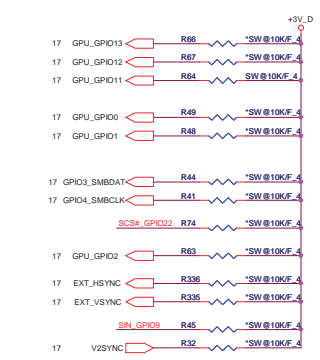 +3V_D
17 GPU_GPIO13 R66 *SW@10K/F_4
17 GPU_GPIO12 R67 *SW@10K/F_4
17 GPU_GPIO11 R64 SW@10K/F_4
17 GPU_GPIO0 R49 *SW@10K/F_4
17 GPU_GPIO1 R48 *SW@10K/F_4
17 GPIO3_SMBDAT R44 *SW@10K/F_4
17 GPIO4_SMBCLK R41 *SW@10K/F_4
SCS#_GPIO22 R74 *SW@10K/F_4
17 GPU_GPIO2 R63 *SW@10K/F_4
17 EXT_HSYNC R336 *SW@10K/F_4
17 EXT_VSYNC R335 *SW@10K/F_4
SIN_GPIO9 R45 *SW@10K/F_4
17 V2SYNC R32 *SW@10K/F_4